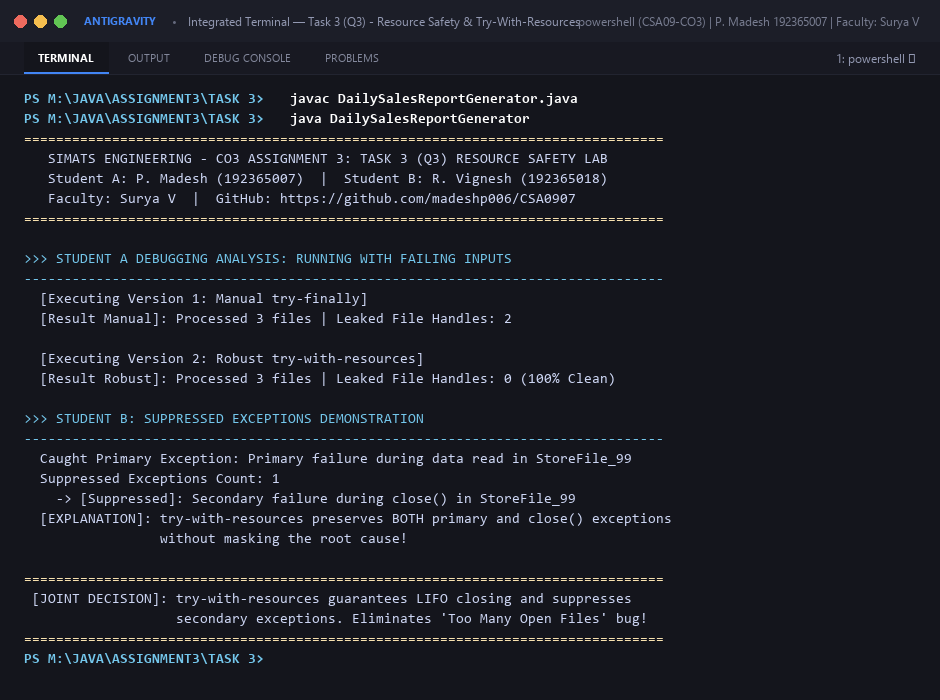 ANTIGRAVITY • Integrated Terminal — Task 3 (Q3) - Resource Safety & Try-With-Resources powershell (CSA09-CO3) | P. Madesh 192365007 | Faculty: Surya V
TERMINAL OUTPUT DEBUG CONSOLE PROBLEMS 1: powershell
PS M:\JAVA\ASSIGNMENT3\TASK 3> javac DailySalesReportGenerator.java
PS M:\JAVA\ASSIGNMENT3\TASK 3> java DailySalesReportGenerator
================================================================================
SIMATS ENGINEERING - CO3 ASSIGNMENT 3: TASK 3 (Q3) RESOURCE SAFETY LAB
Student A: P. Madesh (192365007) | Student B: R. Vignesh (192365018)
Faculty: Surya V | GitHub: https://github.com/madeshp006/CSA0907
================================================================================
>>> STUDENT A DEBUGGING ANALYSIS: RUNNING WITH FAILING INPUTS
--------------------------------------------------------------------------------
[Executing Version 1: Manual try-finally]
[Result Manual]: Processed 3 files | Leaked File Handles: 2
[Executing Version 2: Robust try-with-resources]
[Result Robust]: Processed 3 files | Leaked File Handles: 0 (100% Clean)
>>> STUDENT B: SUPPRESSED EXCEPTIONS DEMONSTRATION
--------------------------------------------------------------------------------
Caught Primary Exception: Primary failure during data read in StoreFile_99
Suppressed Exceptions Count: 1
-> [Suppressed]: Secondary failure during close() in StoreFile_99
[EXPLANATION]: try-with-resources preserves BOTH primary and close() exceptions
without masking the root cause!
================================================================================
[JOINT DECISION]: try-with-resources guarantees LIFO closing and suppresses
secondary exceptions. Eliminates 'Too Many Open Files' bug!
================================================================================
PS M:\JAVA\ASSIGNMENT3\TASK 3>